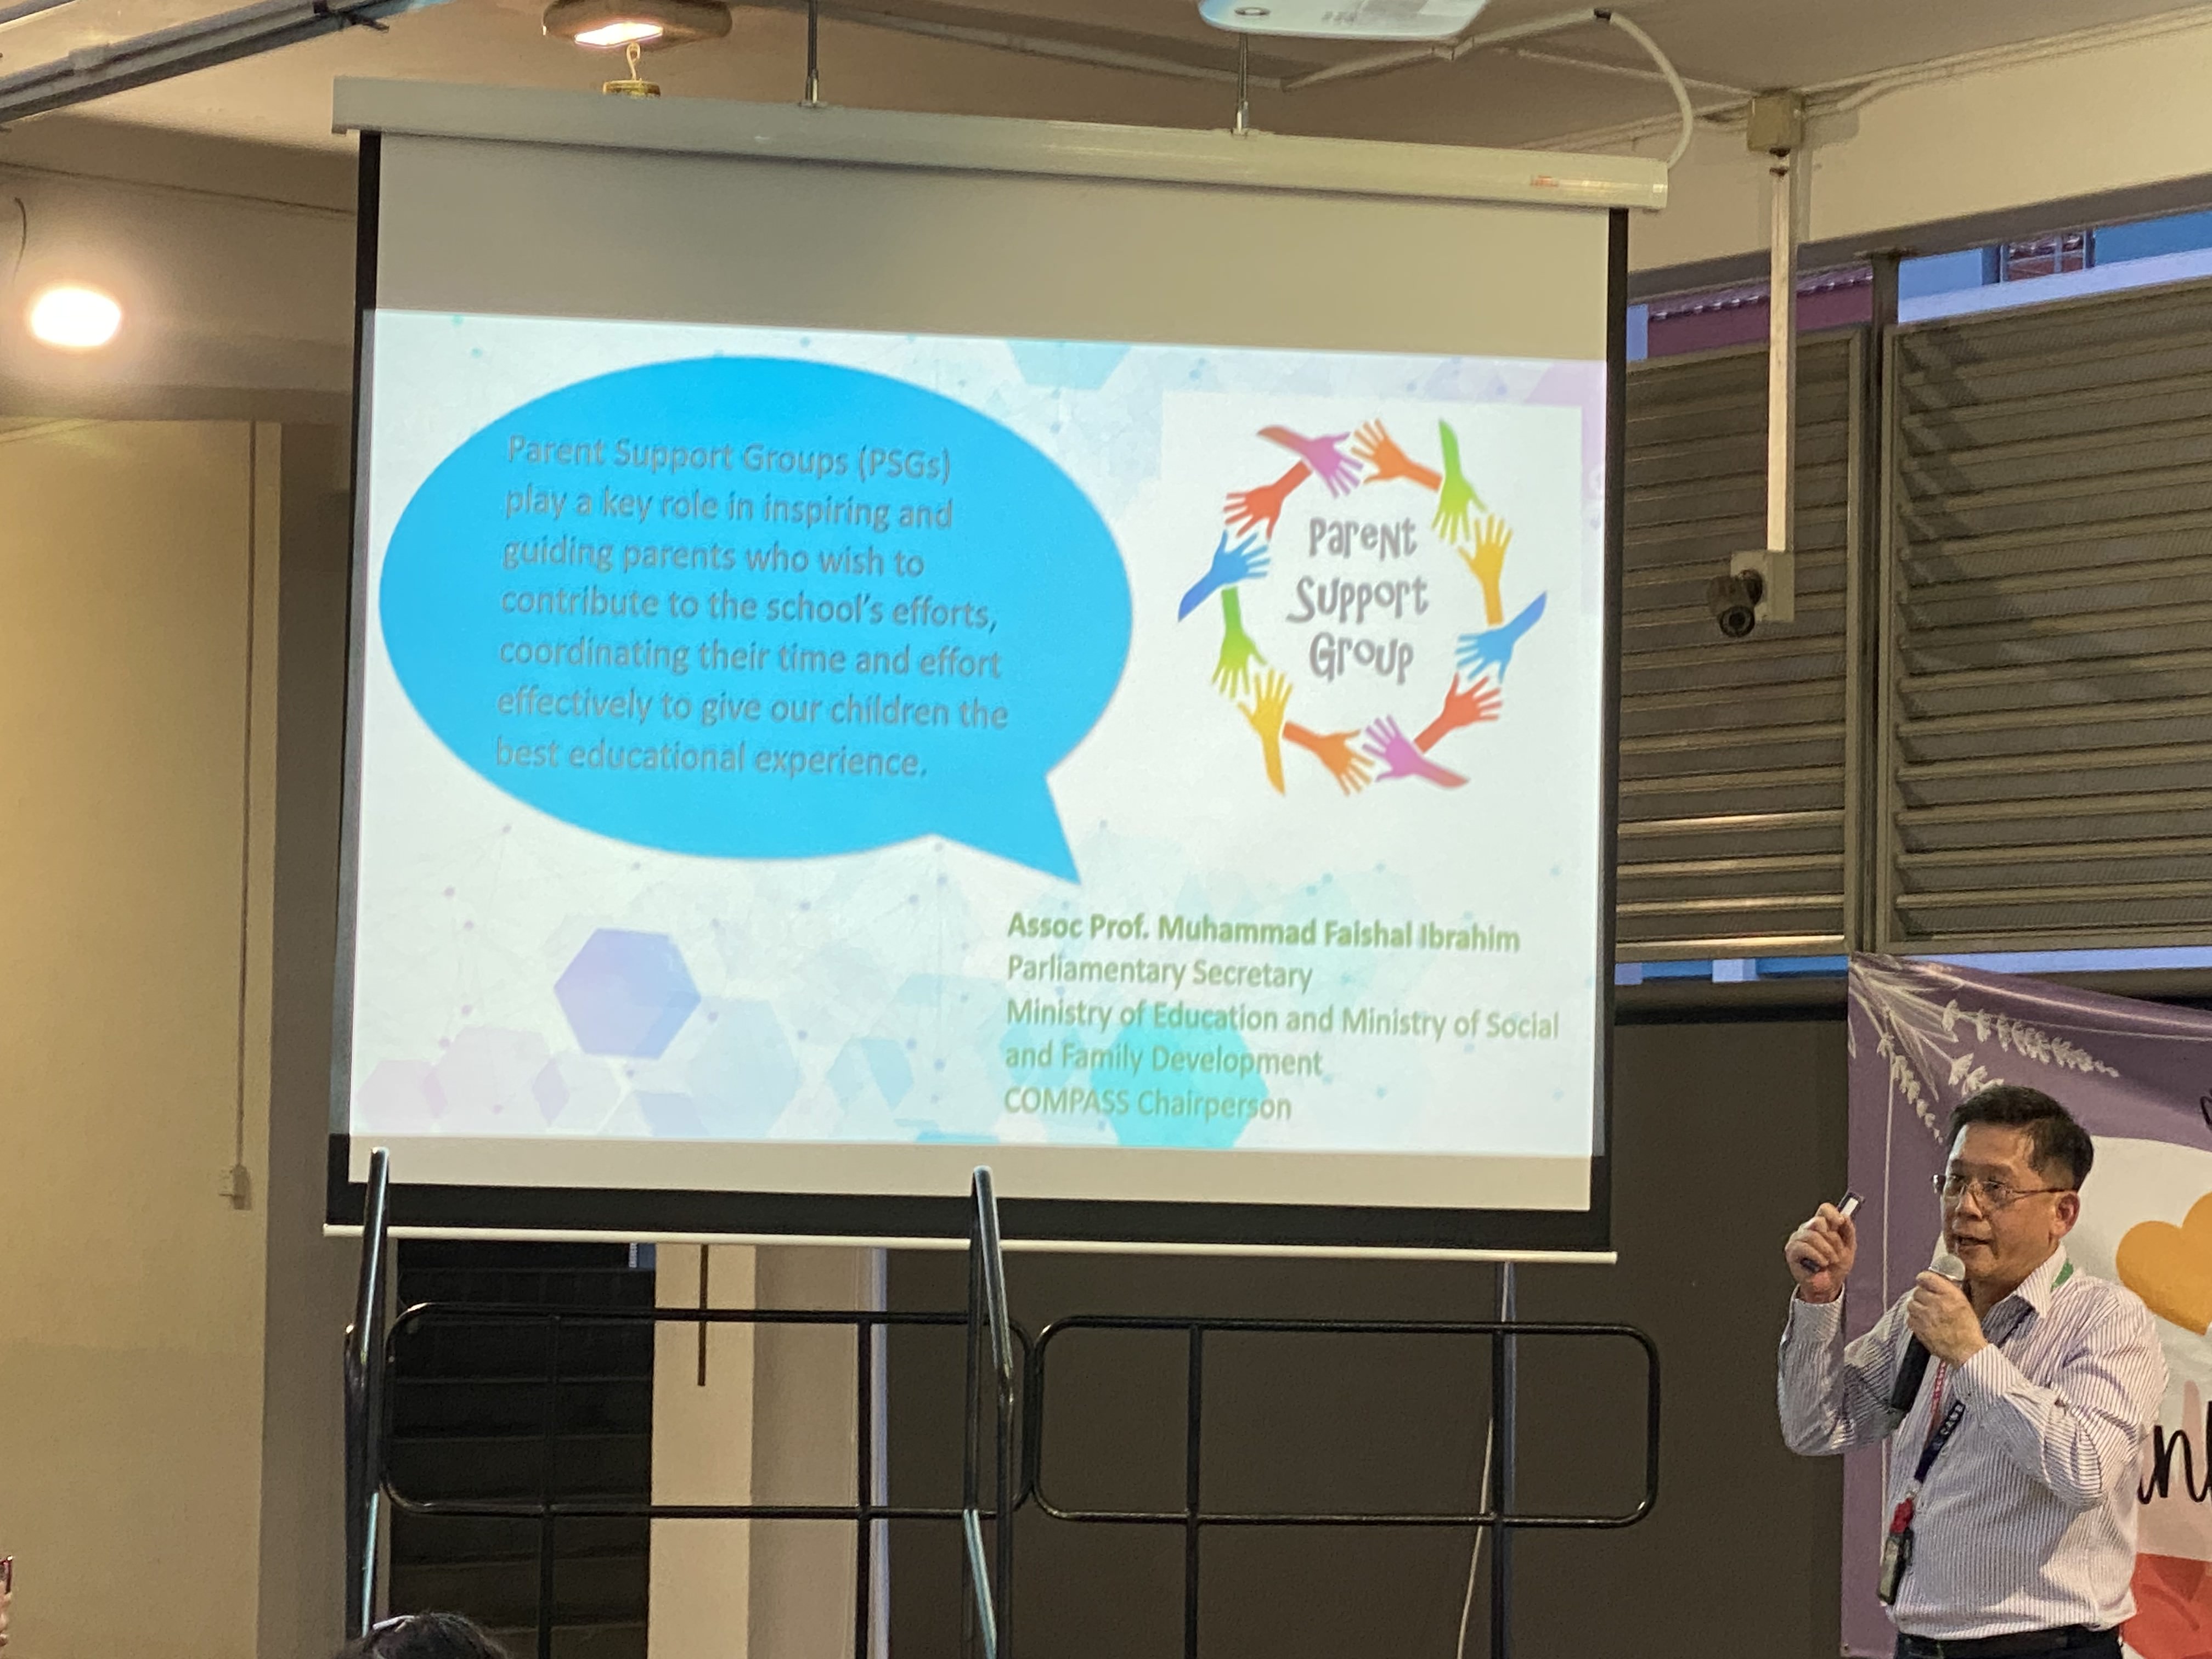 Parent Support Groups (PSGs)
play a key role in inspiring and
guiding parents who wish to
contribute to the school's efforts,
coordinating their time and effort
effectively to give our children the
best educational experience.
Parent
Support
Group
Assoc Prof. Muhammad Faishal Ibrahim
Parliamentary Secretary
Ministry of Education and Ministry of Social
and Family Development
COMPASS Chairperson